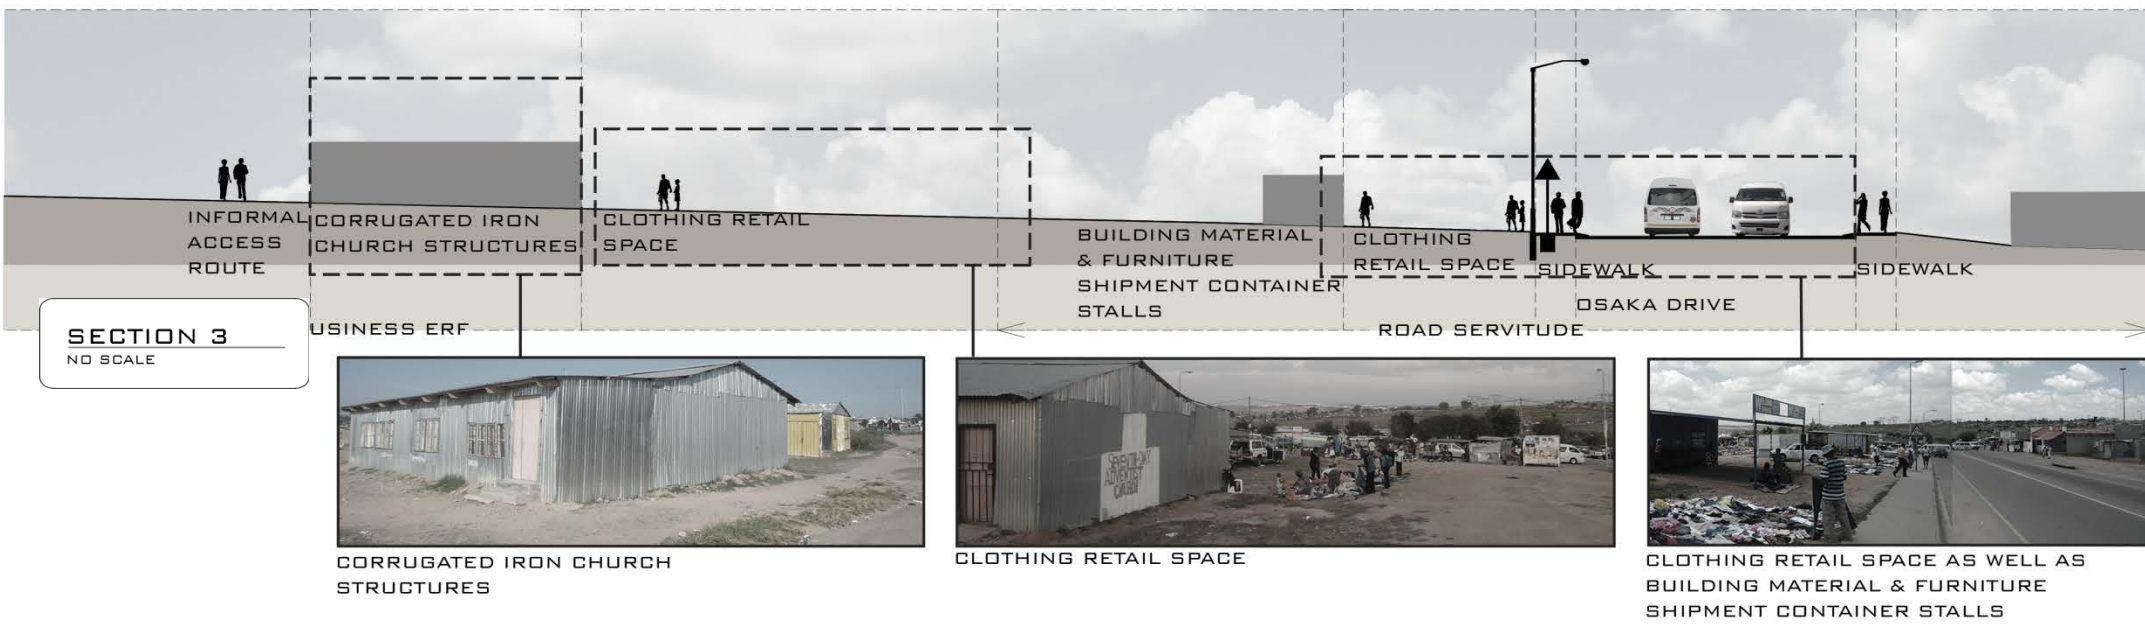 INFORMAL
ACCESS
ROUTE
CORRUGATED IRON
CHURCH STRUCTURES
CLOTHING RETAIL
SPACE
BUILDING MATERIAL
& FURNITURE
SHIPMENT CONTAINER
STALLS
CLOTHING
RETAIL SPACE
SIDEWALK
SIDEWALK
OSAKA DRIVE
USINESS ERF
ROAD SERVITUDE
SECTION 3
NO SCALE
SEVENTH-DAY
ADVENTIST
CHURCH
CORRUGATED IRON CHURCH
STRUCTURES
CLOTHING RETAIL SPACE
CLOTHING RETAIL SPACE AS WELL AS
BUILDING MATERIAL & FURNITURE
SHIPMENT CONTAINER STALLS